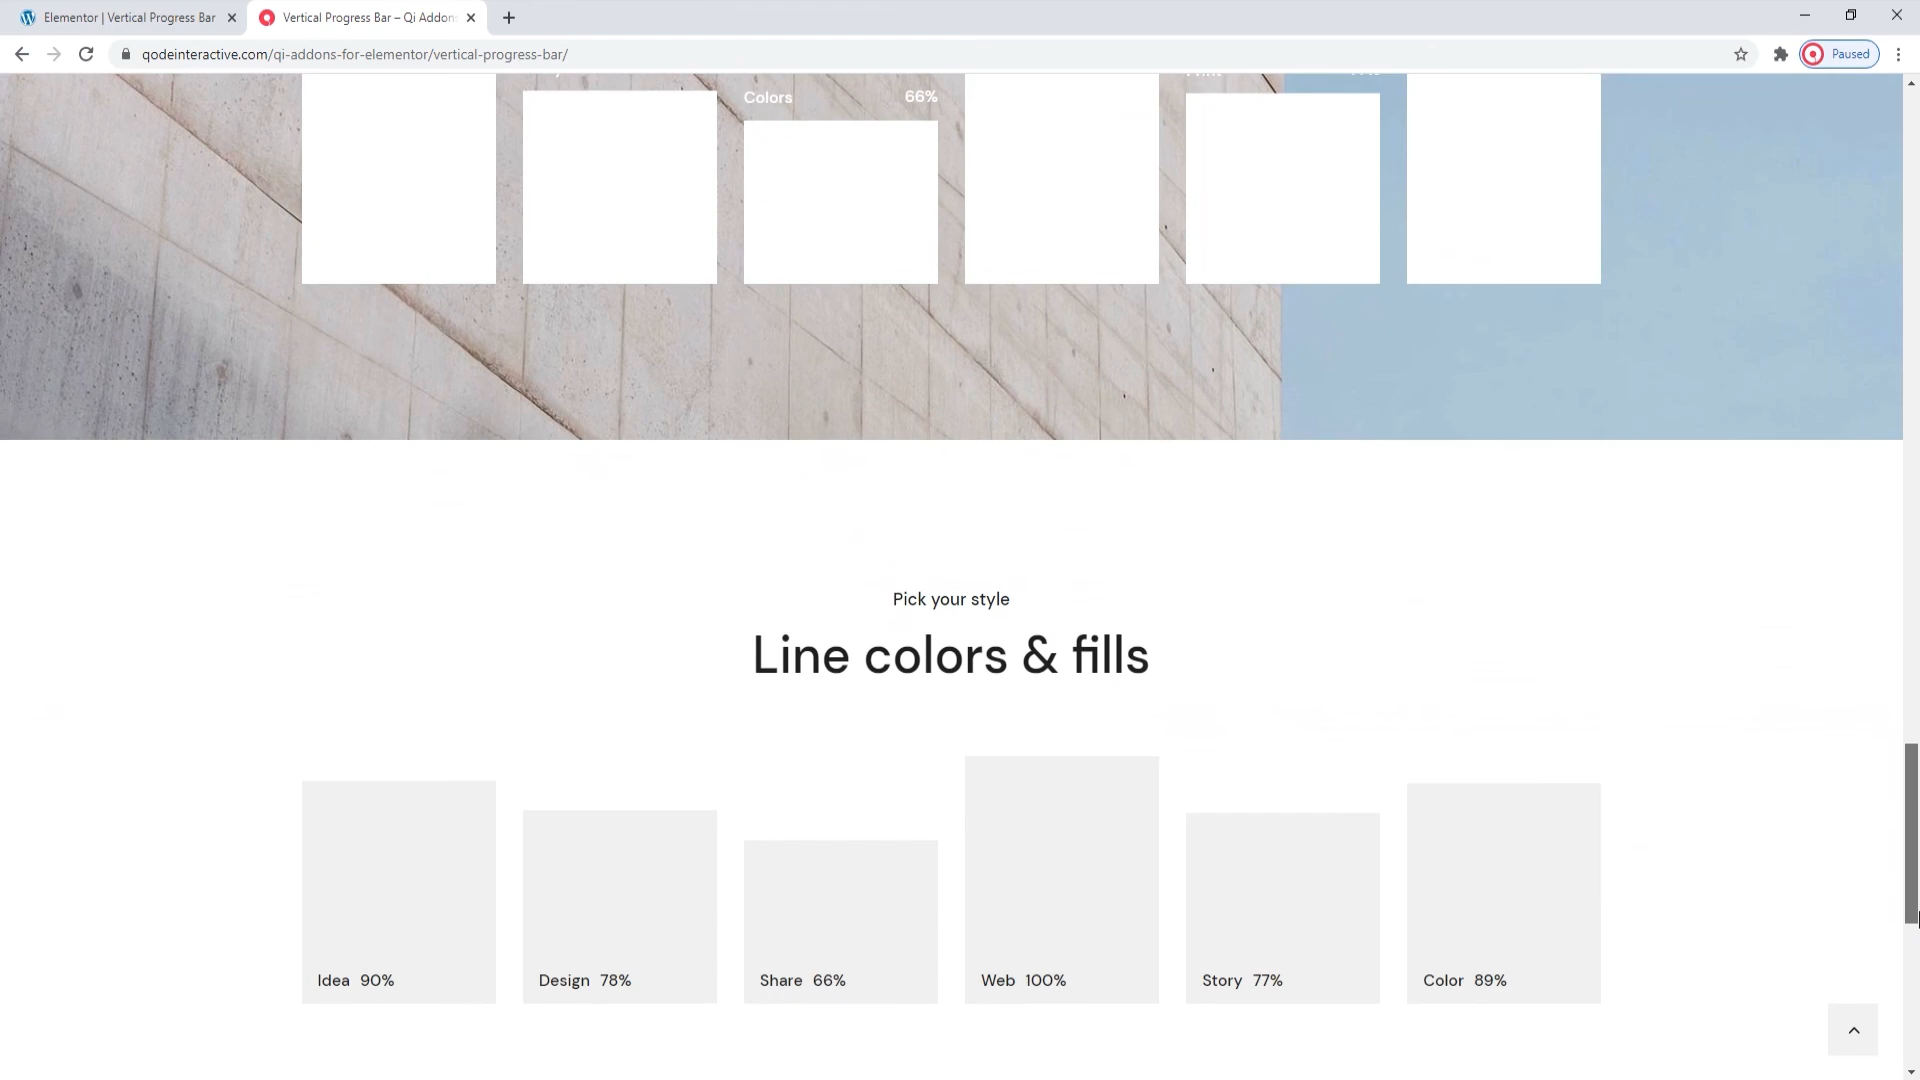 Elementor | Vertical Progress Bar
Vertical Progress Bar – Qi Addons
qodeinteractive.com/qi-addons-for-elementor/vertical-progress-bar/
Paused
Colors 66%
Pick your style
Line colors & fills
Idea 90%
Design 78%
Share 66%
Web 100%
Story 77%
Color 89%